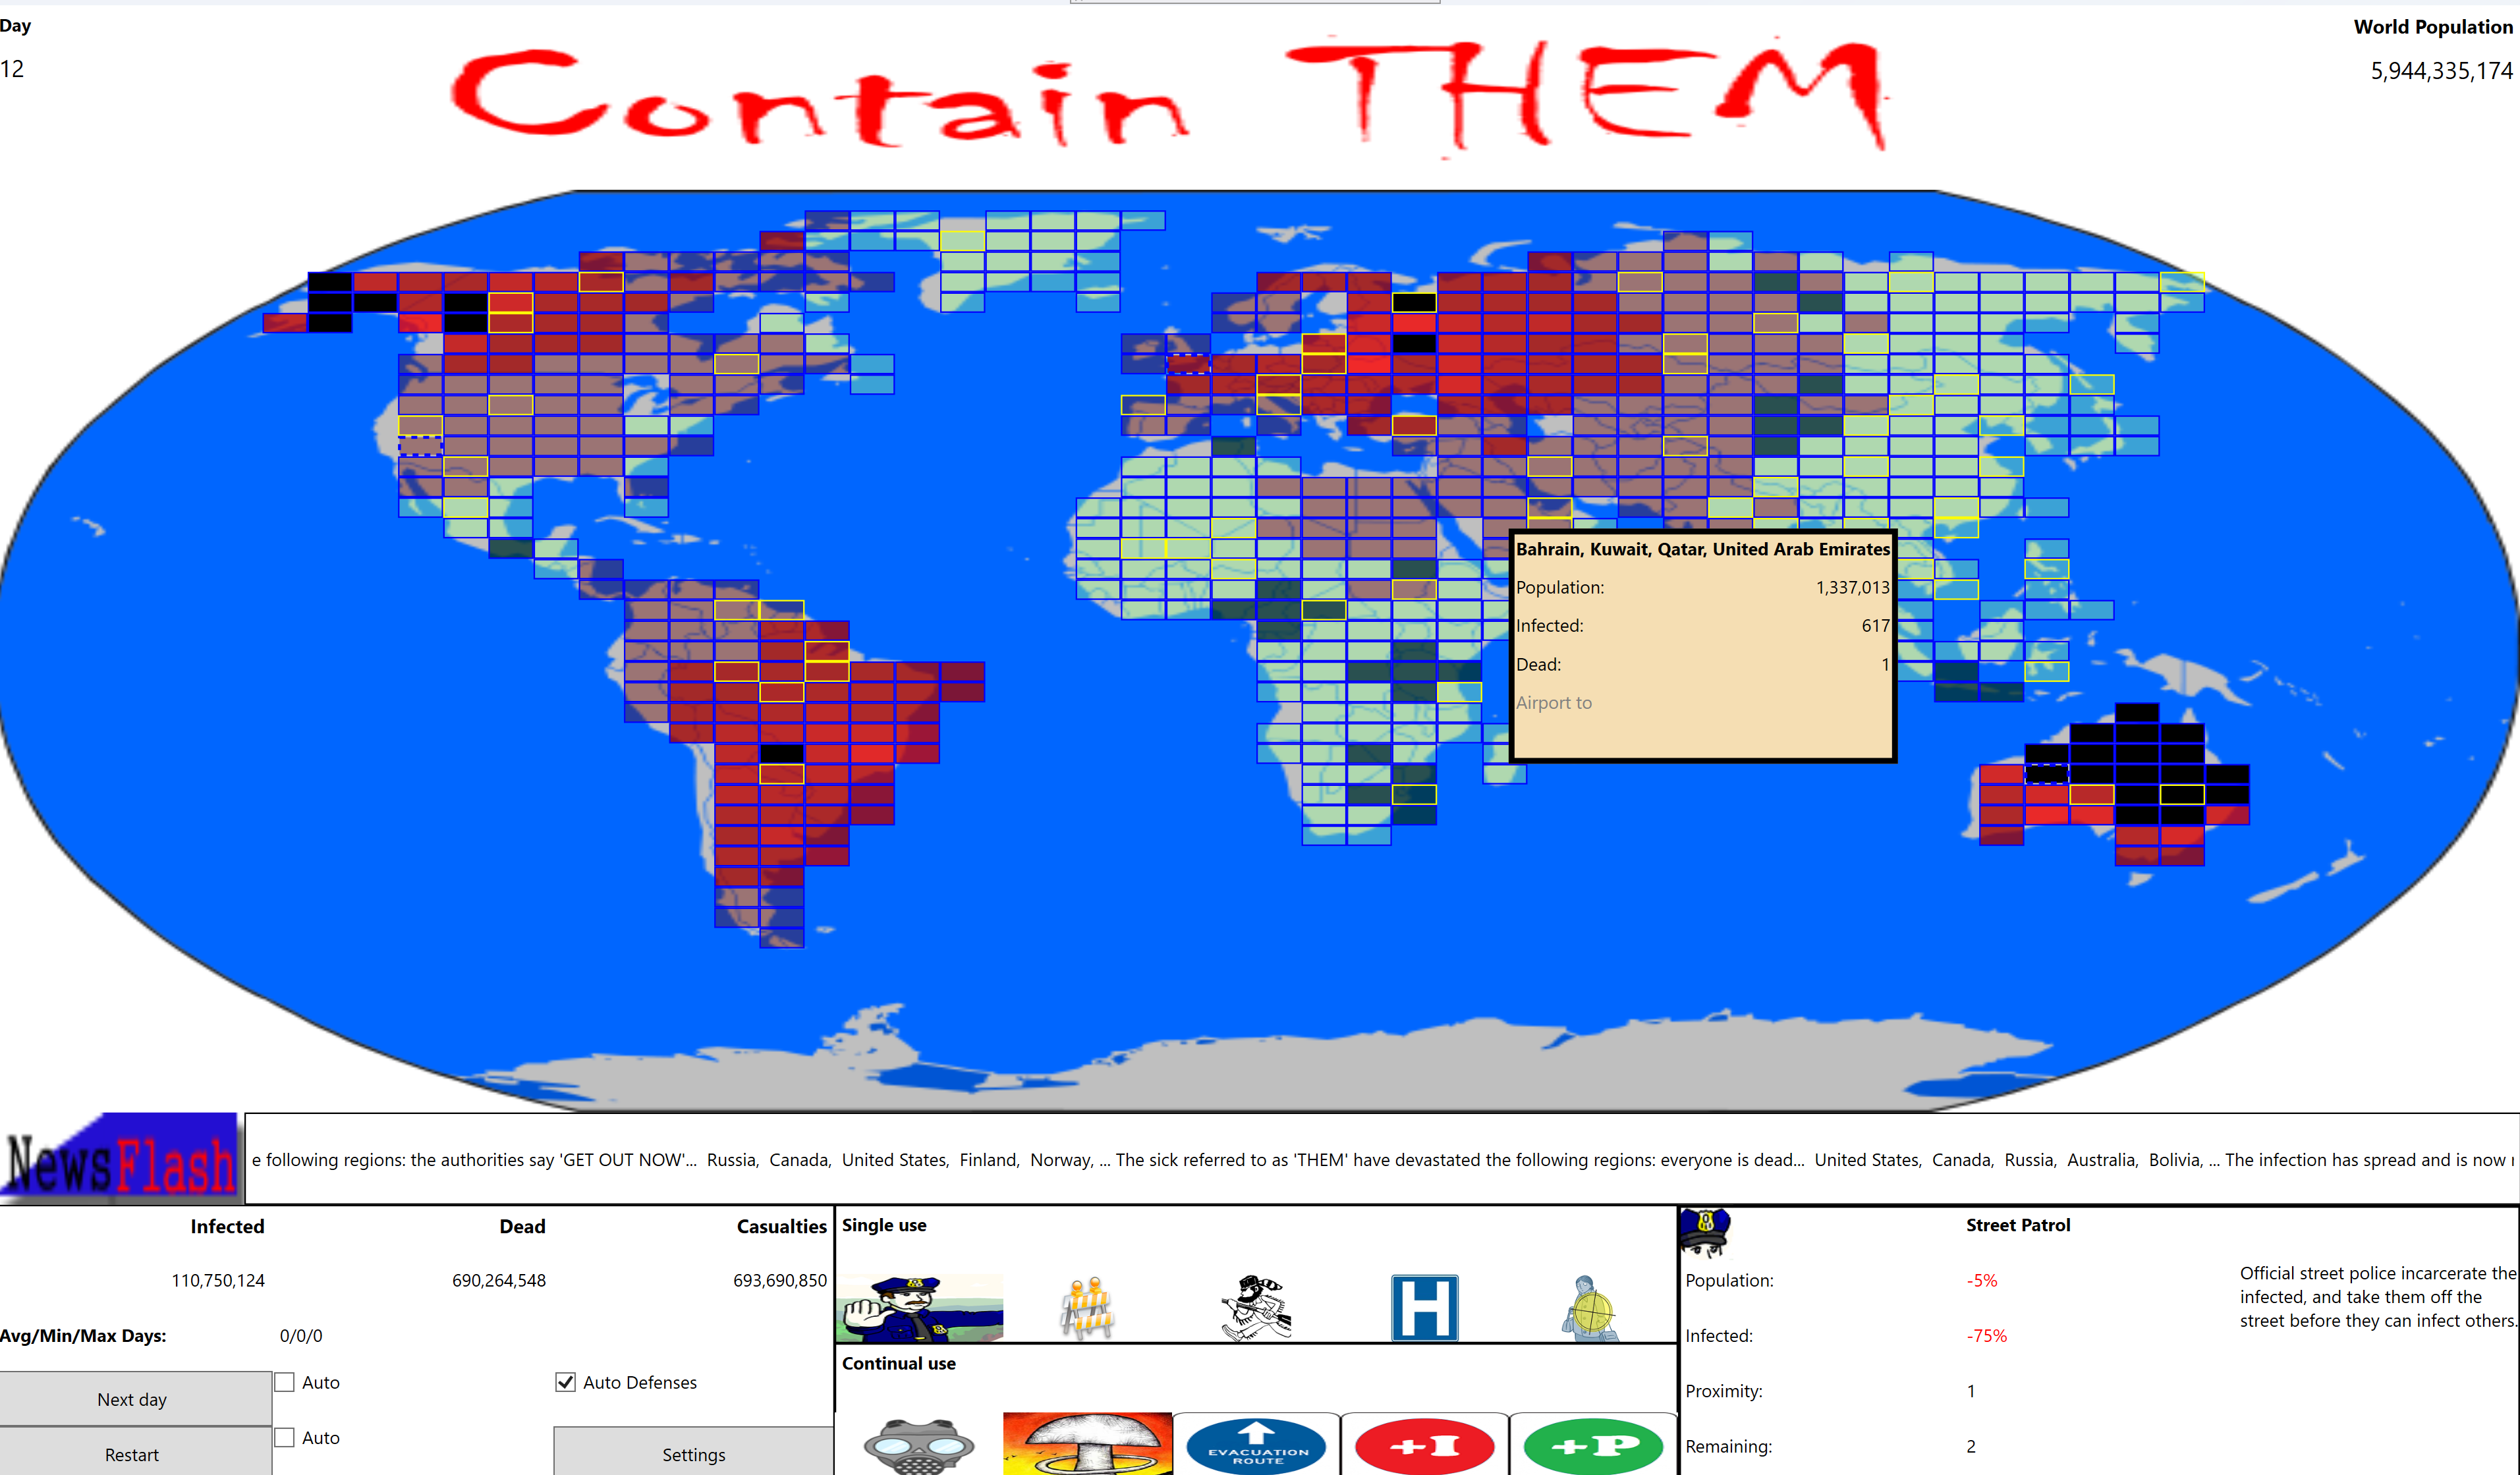 Day
World Population
12
5,944,335,174
Contain THEM
Bahrain, Kuwait, Qatar, United Arab Emirates
Population: 1,337,013
Infected: 617
Dead: 1
Airport to
NewsFlash
e following regions: the authorities say 'GET OUT NOW'... Russia, Canada, United States, Finland, Norway, ... The sick referred to as 'THEM' have devastated the following regions: everyone is dead... United States, Canada, Russia, Australia, Bolivia, ... The infection has spread and is now
Infected Dead Casualties
110,750,124 690,264,548 693,690,850
Avg/Min/Max Days: 0/0/0
Next day
Auto
Auto Defenses
Restart
Auto
Settings
Single use
H
Continual use
EVACUATION
ROUTE
+I
+P
Street Patrol
Population: -5%
Infected: -75%
Proximity: 1
Remaining: 2
Official street police incarcerate the
infected, and take them off the
street before they can infect others.